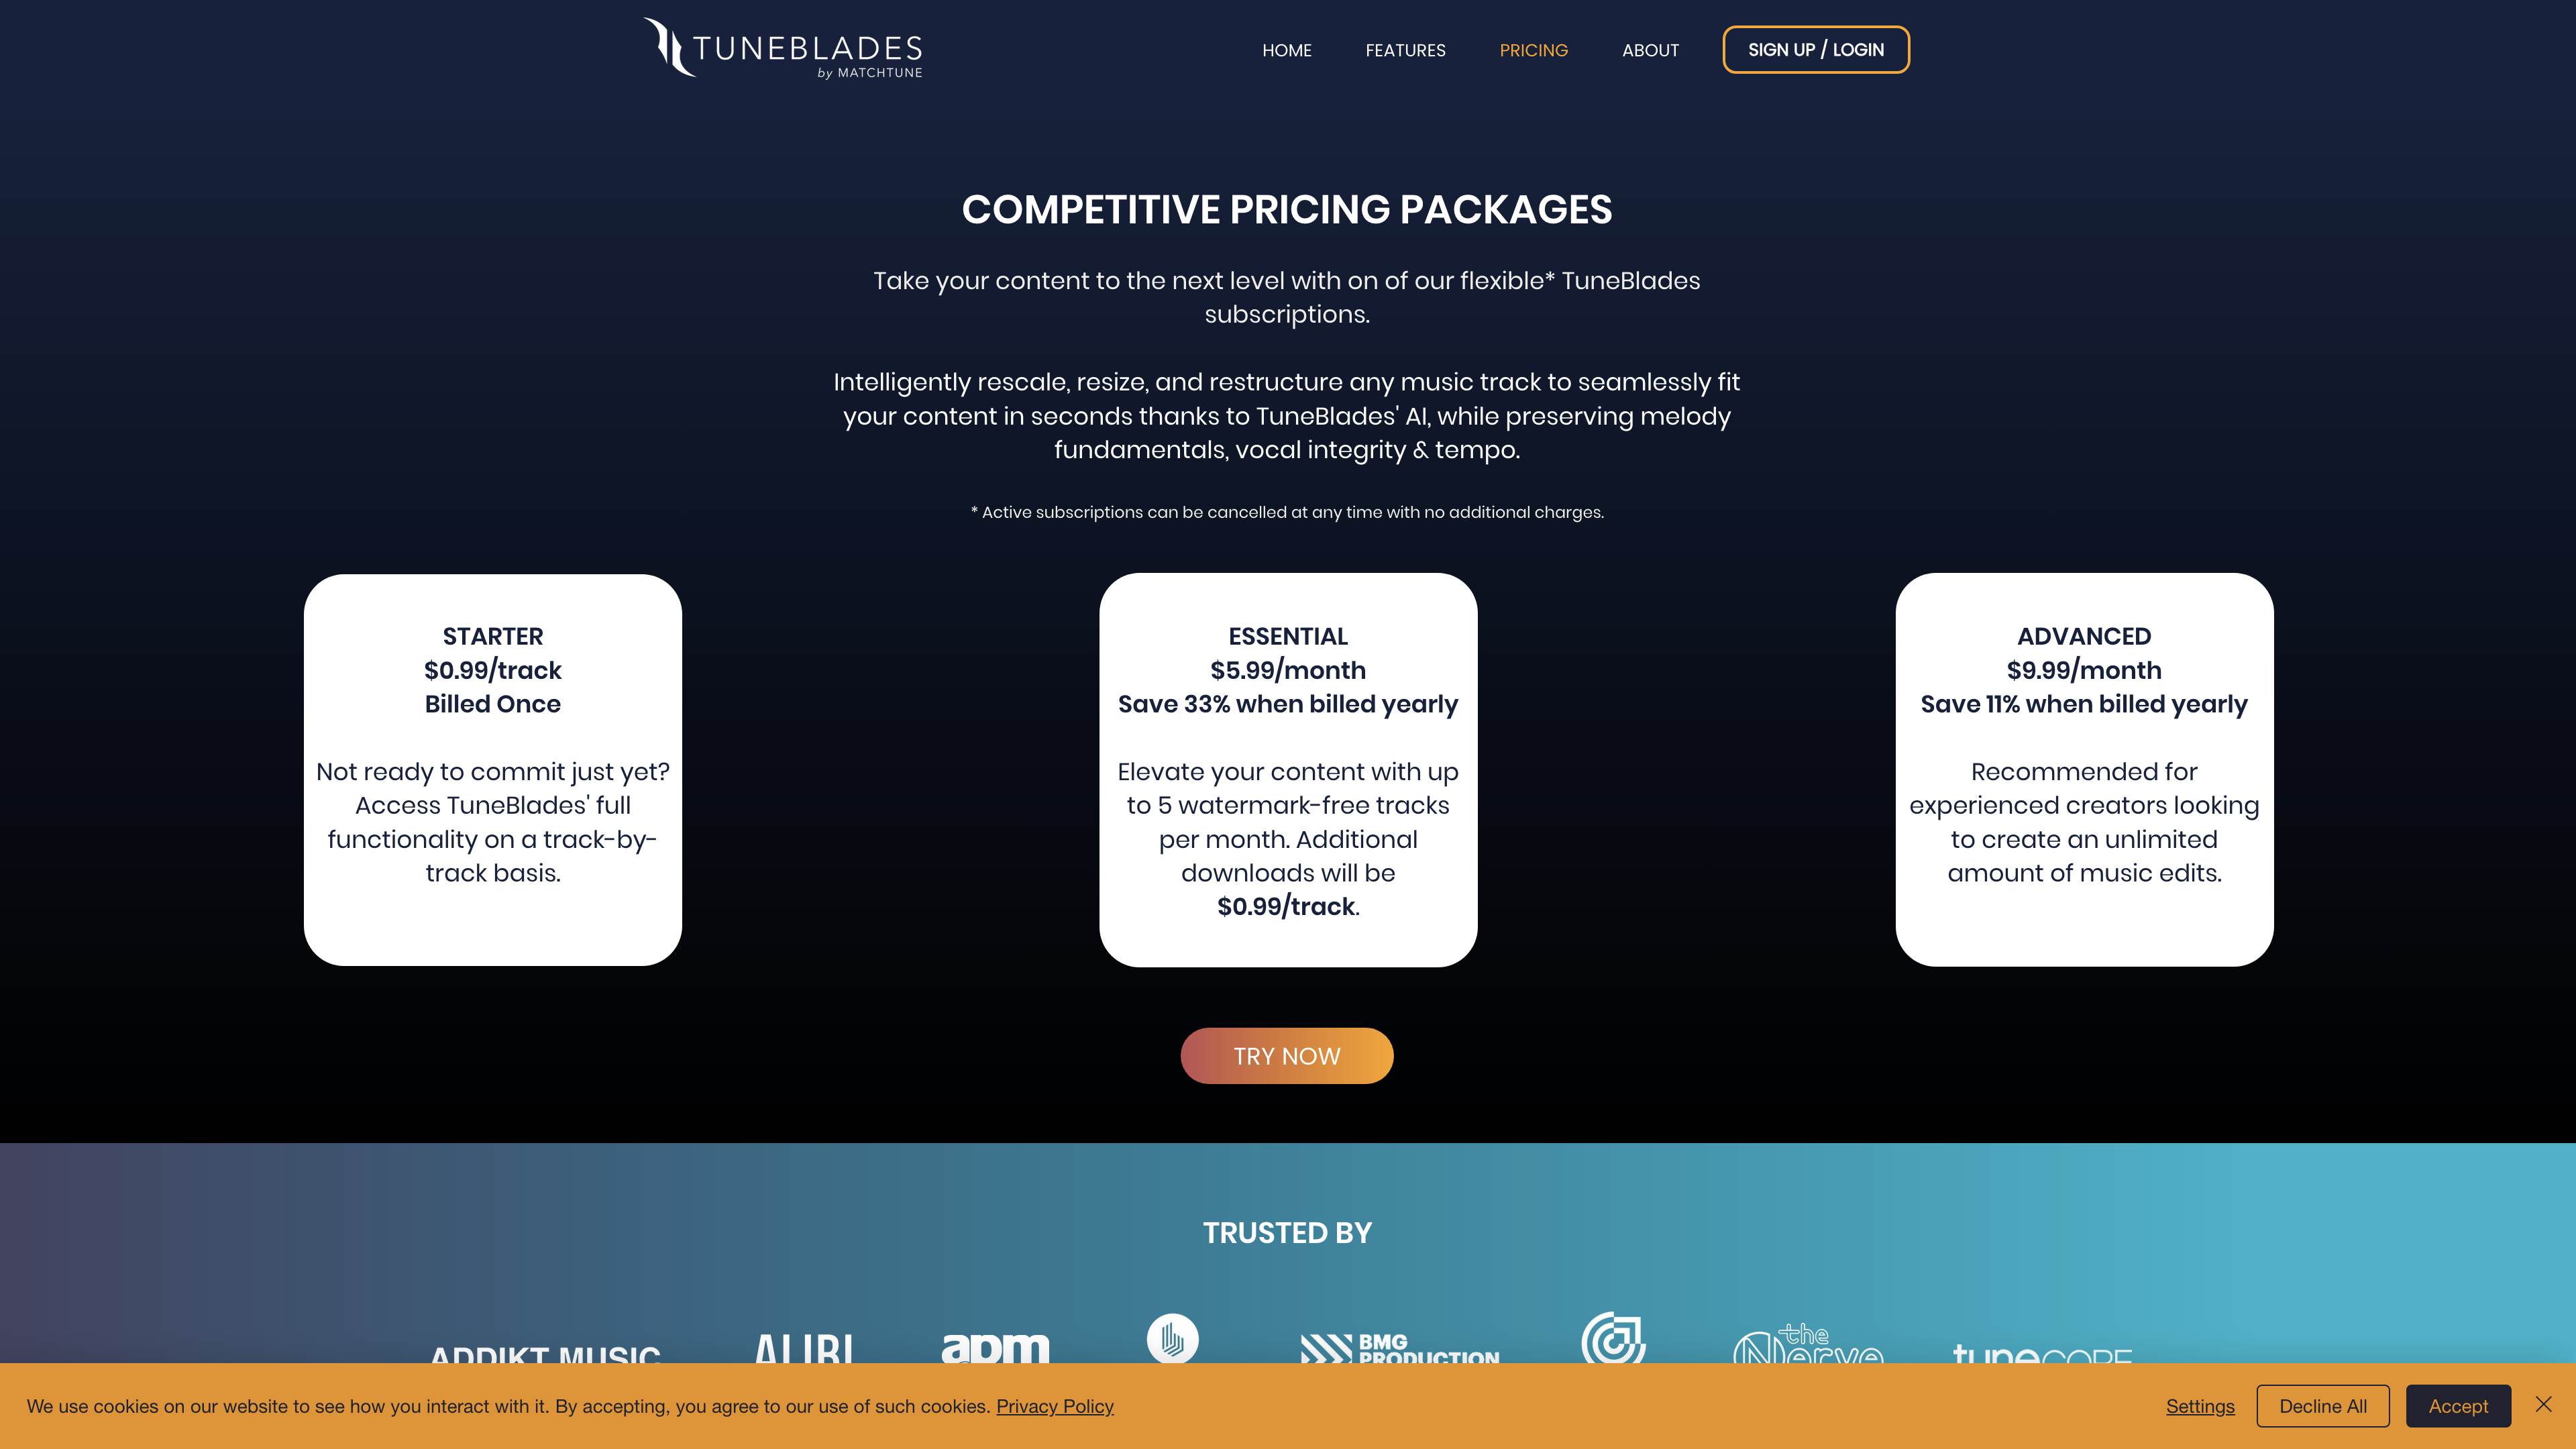 TUNEBLADES
by MATCHTUNE
HOME
FEATURES
PRICING
ABOUT
SIGN UP / LOGIN
COMPETITIVE PRICING PACKAGES
Take your content to the next level with on of our flexible* TuneBlades
subscriptions.
Intelligently rescale, resize, and restructure any music track to seamlessly fit
your content in seconds thanks to TuneBlades' AI, while preserving melody
fundamentals, vocal integrity & tempo.
* Active subscriptions can be cancelled at any time with no additional charges.
STARTER
$0.99/track
Billed Once
Not ready to commit just yet?
Access TuneBlades' full
functionality on a track-by-
track basis.
ESSENTIAL
$5.99/month
Save 33% when billed yearly
Elevate your content with up
to 5 watermark-free tracks
per month. Additional
downloads will be
$0.99/track.
ADVANCED
$9.99/month
Save 11% when billed yearly
Recommended for
experienced creators looking
to create an unlimited
amount of music edits.
TRY NOW
TRUSTED BY
ADDIKT MUSIC
ALIBI
apm
BMG
PRODUCTION
the
Nerve
tunecore
We use cookies on our website to see how you interact with it. By accepting, you agree to our use of such cookies. Privacy Policy
Settings
Decline All
Accept